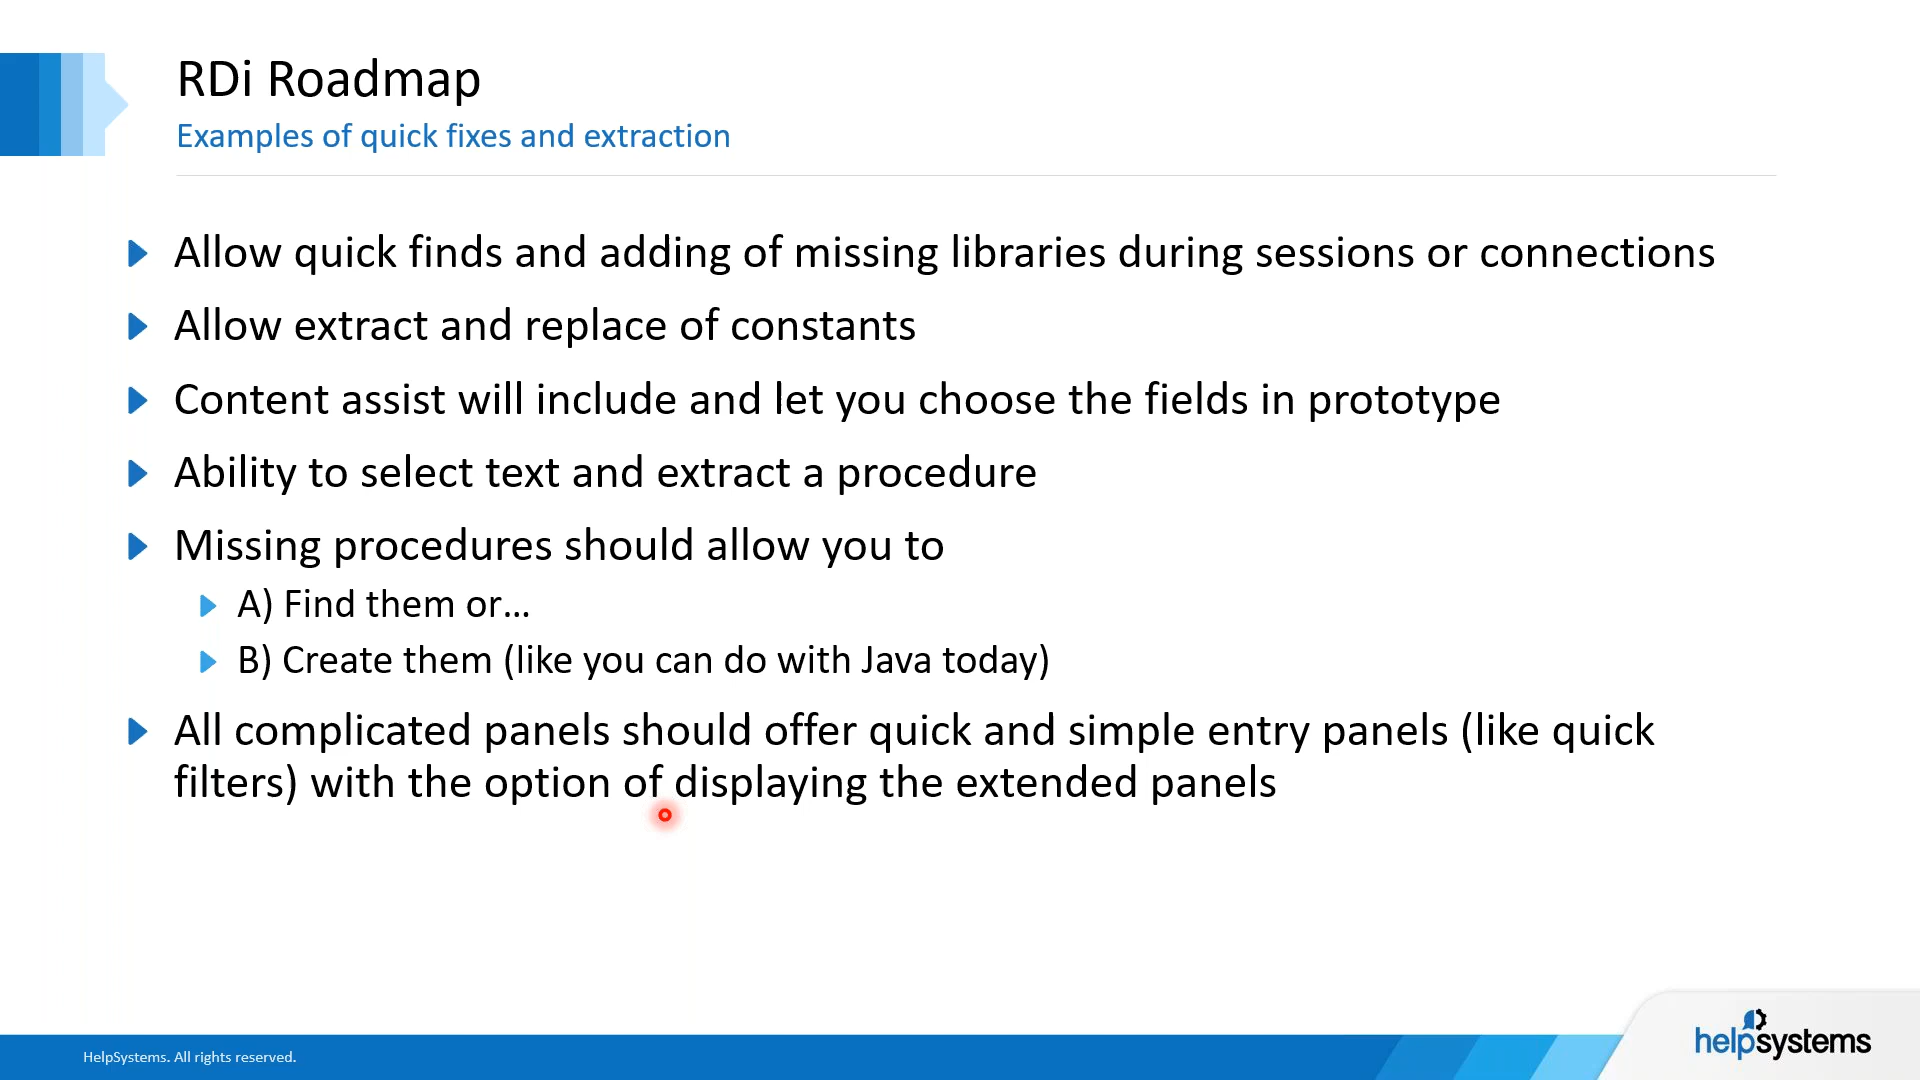 RDi Roadmap
Examples of quick fixes and extraction
Allow quick finds and adding of missing libraries during sessions or connections
Allow extract and replace of constants
Content assist will include and let you choose the fields in prototype
Ability to select text and extract a procedure
Missing procedures should allow you to
A) Find them or…
B) Create them (like you can do with Java today)
All complicated panels should offer quick and simple entry panels (like quick
filters) with the option of displaying the extended panels
HelpSystems. All rights reserved.
helpsystems